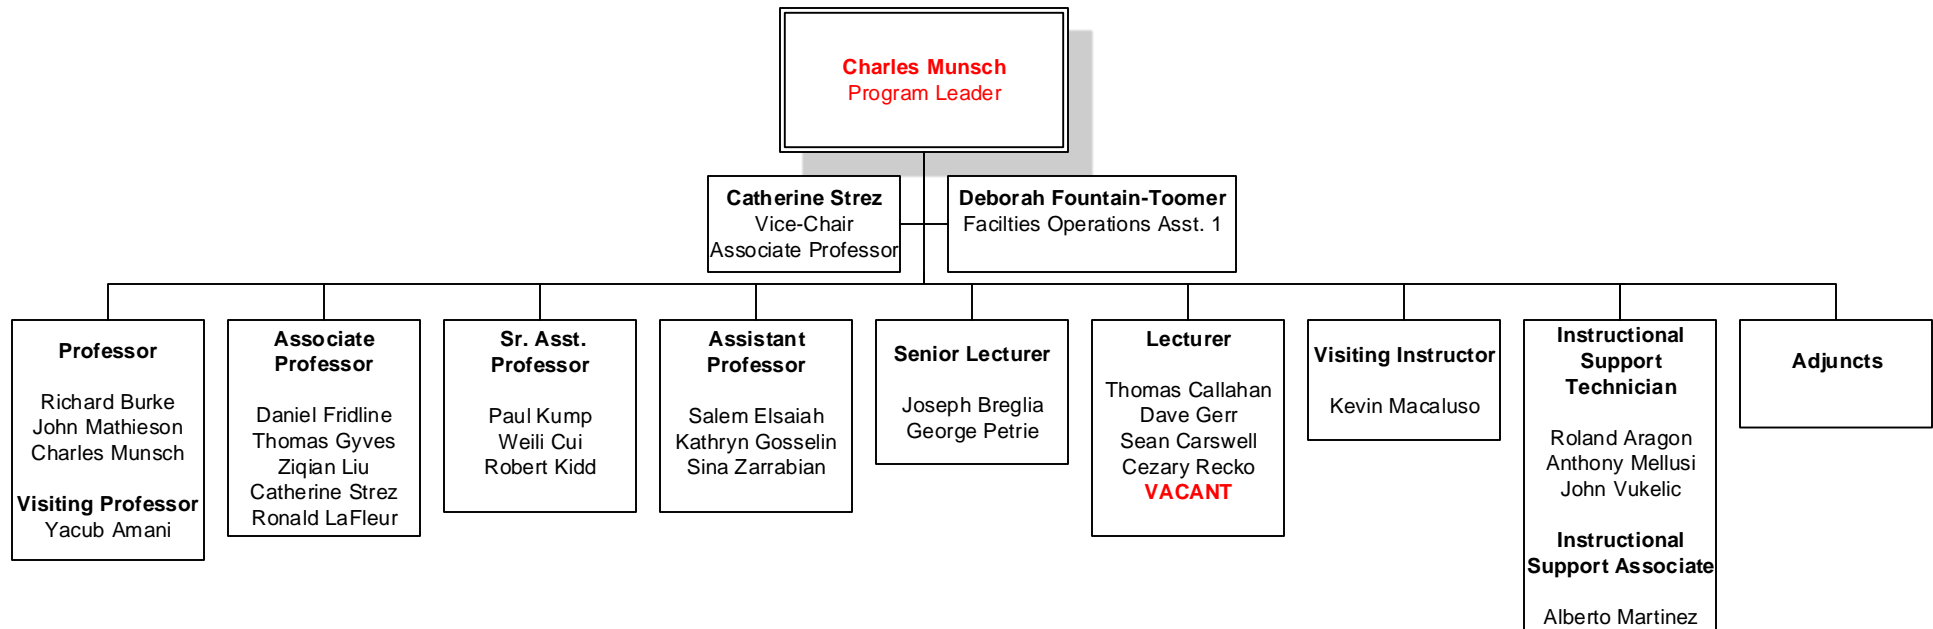 Charles Munsch
Program Leader
Catherine Strez
Vice-Chair
Associate Professor
Deborah Fountain-Toomer
Facilties Operations Asst. 1
Professor
Richard Burke
John Mathieson
Charles Munsch
Visiting Professor
Yacub Amani
Associate
Professor
Daniel Fridline
Thomas Gyves
Ziqian Liu
Catherine Strez
Ronald LaFleur
Sr. Asst.
Professor
Paul Kump
Weili Cui
Robert Kidd
Assistant
Professor
Salem Elsaiah
Kathryn Gosselin
Sina Zarrabian
Senior Lecturer
Joseph Breglia
George Petrie
Lecturer
Thomas Callahan
Dave Gerr
Sean Carswell
Cezary Recko
VACANT
Visiting Instructor
Kevin Macaluso
Instructional
Support
Technician
Roland Aragon
Anthony Mellusi
John Vukelic
Instructional
Support Associate
Alberto Martinez
Adjuncts